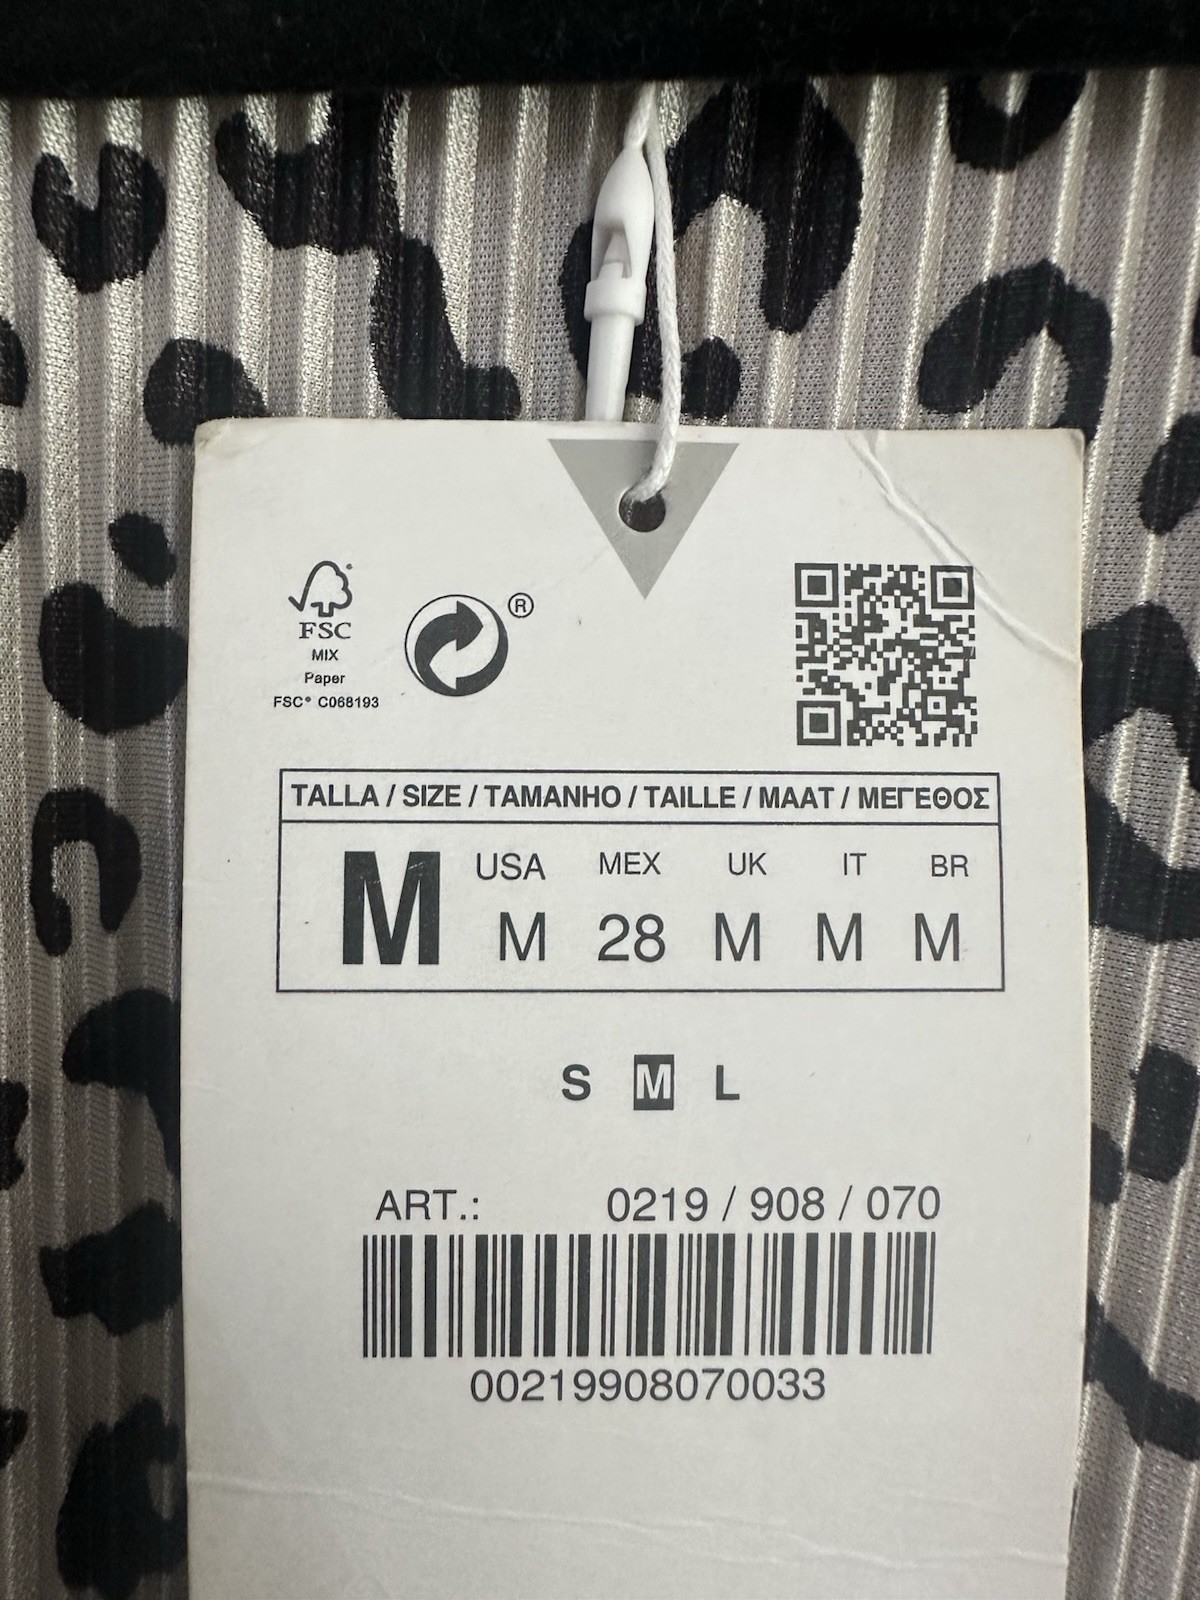 FSC
MIX
Paper
FSC® C068193
®
TALLA / SIZE / TAMANHO / TAILLE / MAAT / ΜΕΓΕΘΟΣ
M USA MEX UK IT BR
M 28 M M M
S M L
ART.: 0219 / 908 / 070
00219908070033